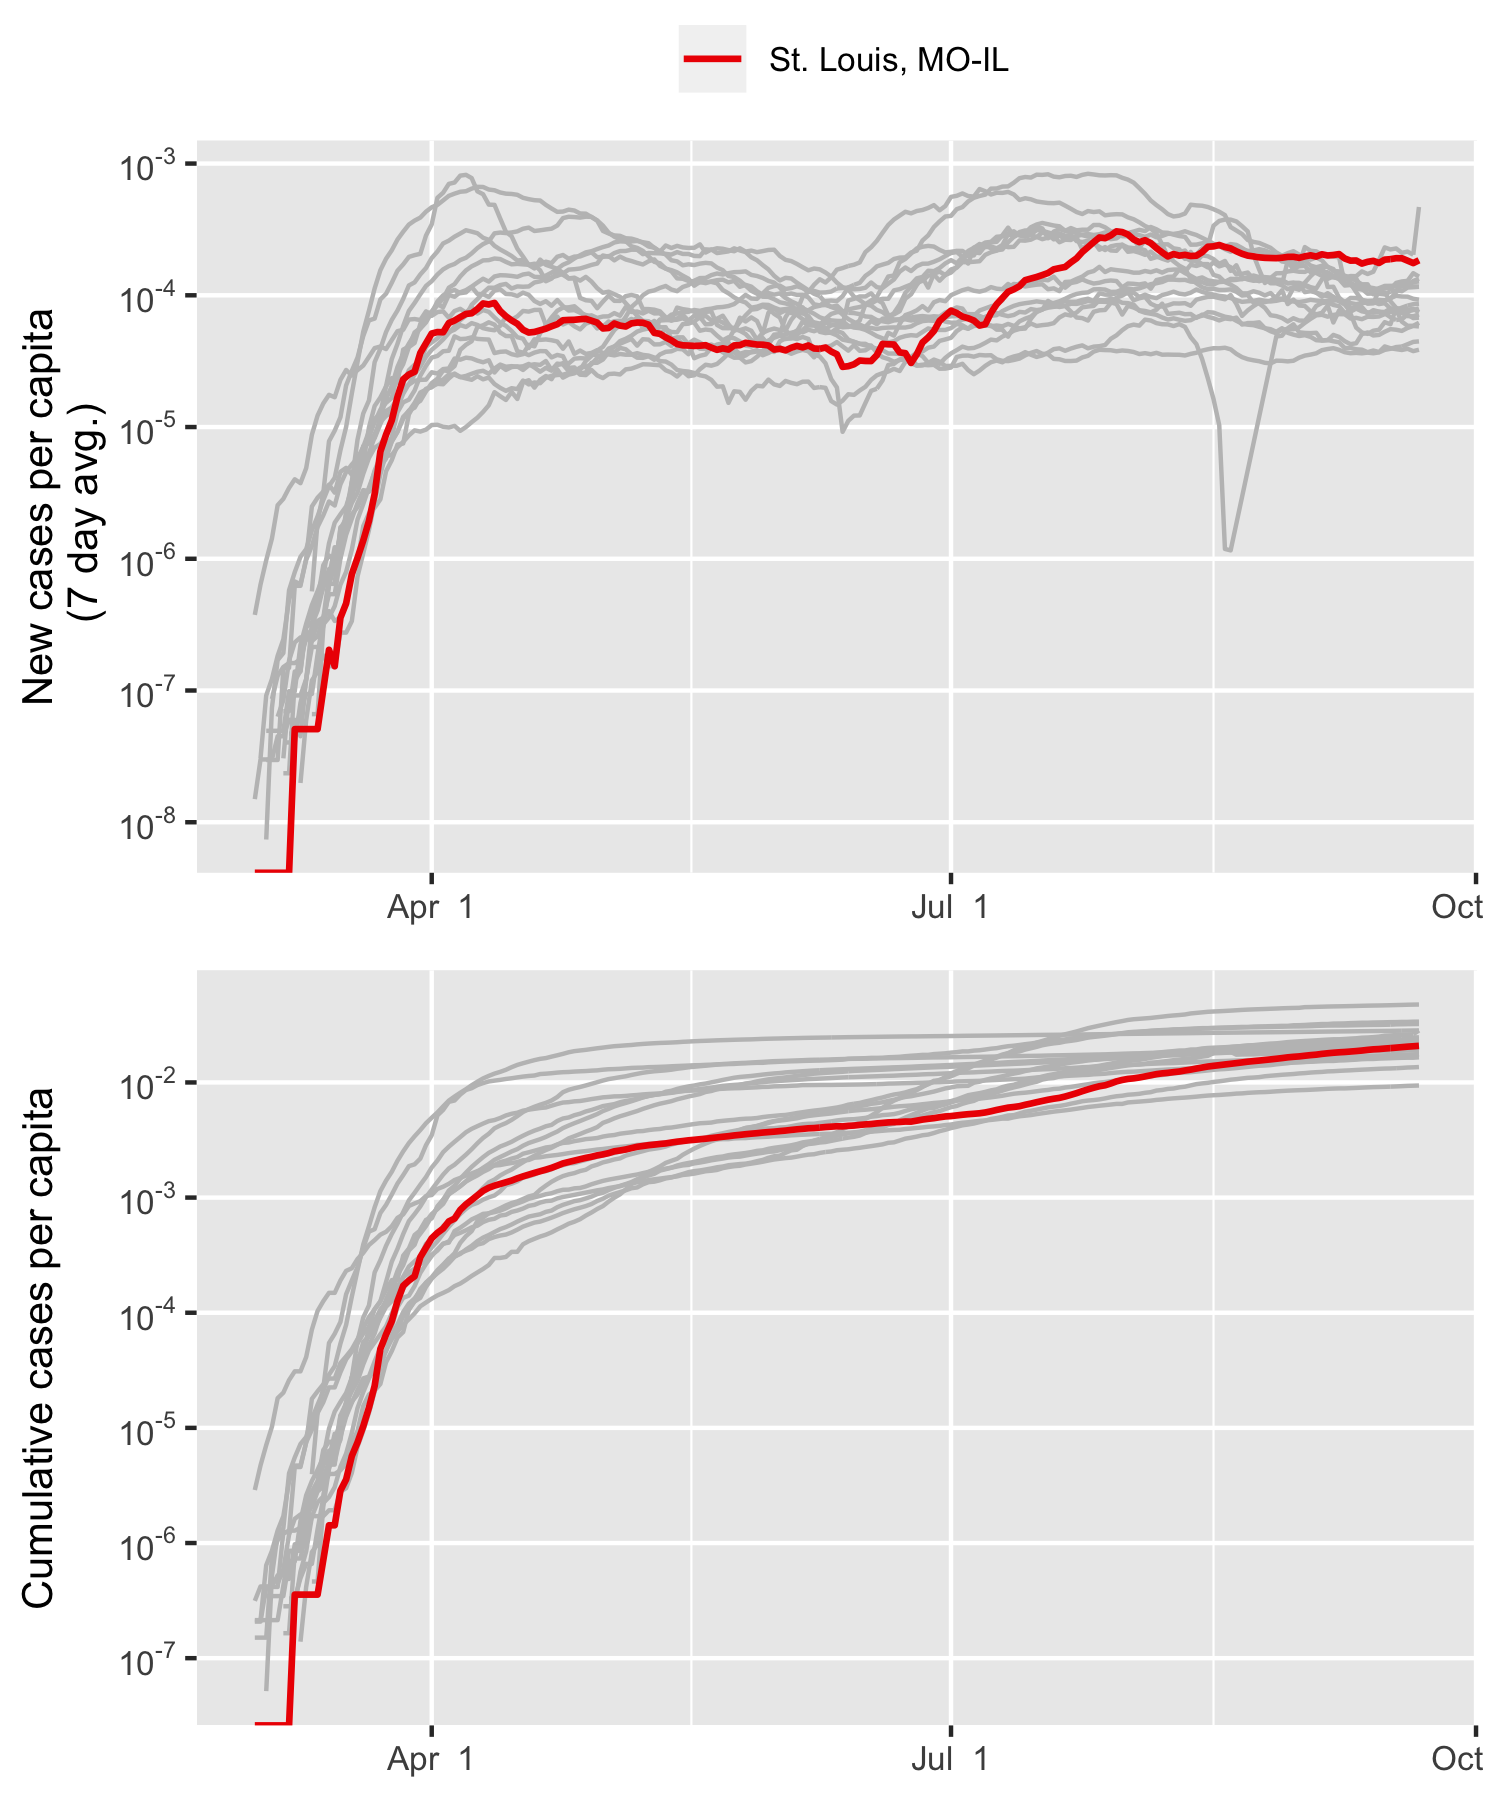 St. Louis, MO-IL
New cases per capita
(7 day avg.)
10-3
10-4
10-5
10-6
10-7
10-8
Apr 1
Jul 1
Oct
Cumulative cases per capita
10-2
10-3
10-4
10-5
10-6
10-7
Apr 1
Jul 1
Oct